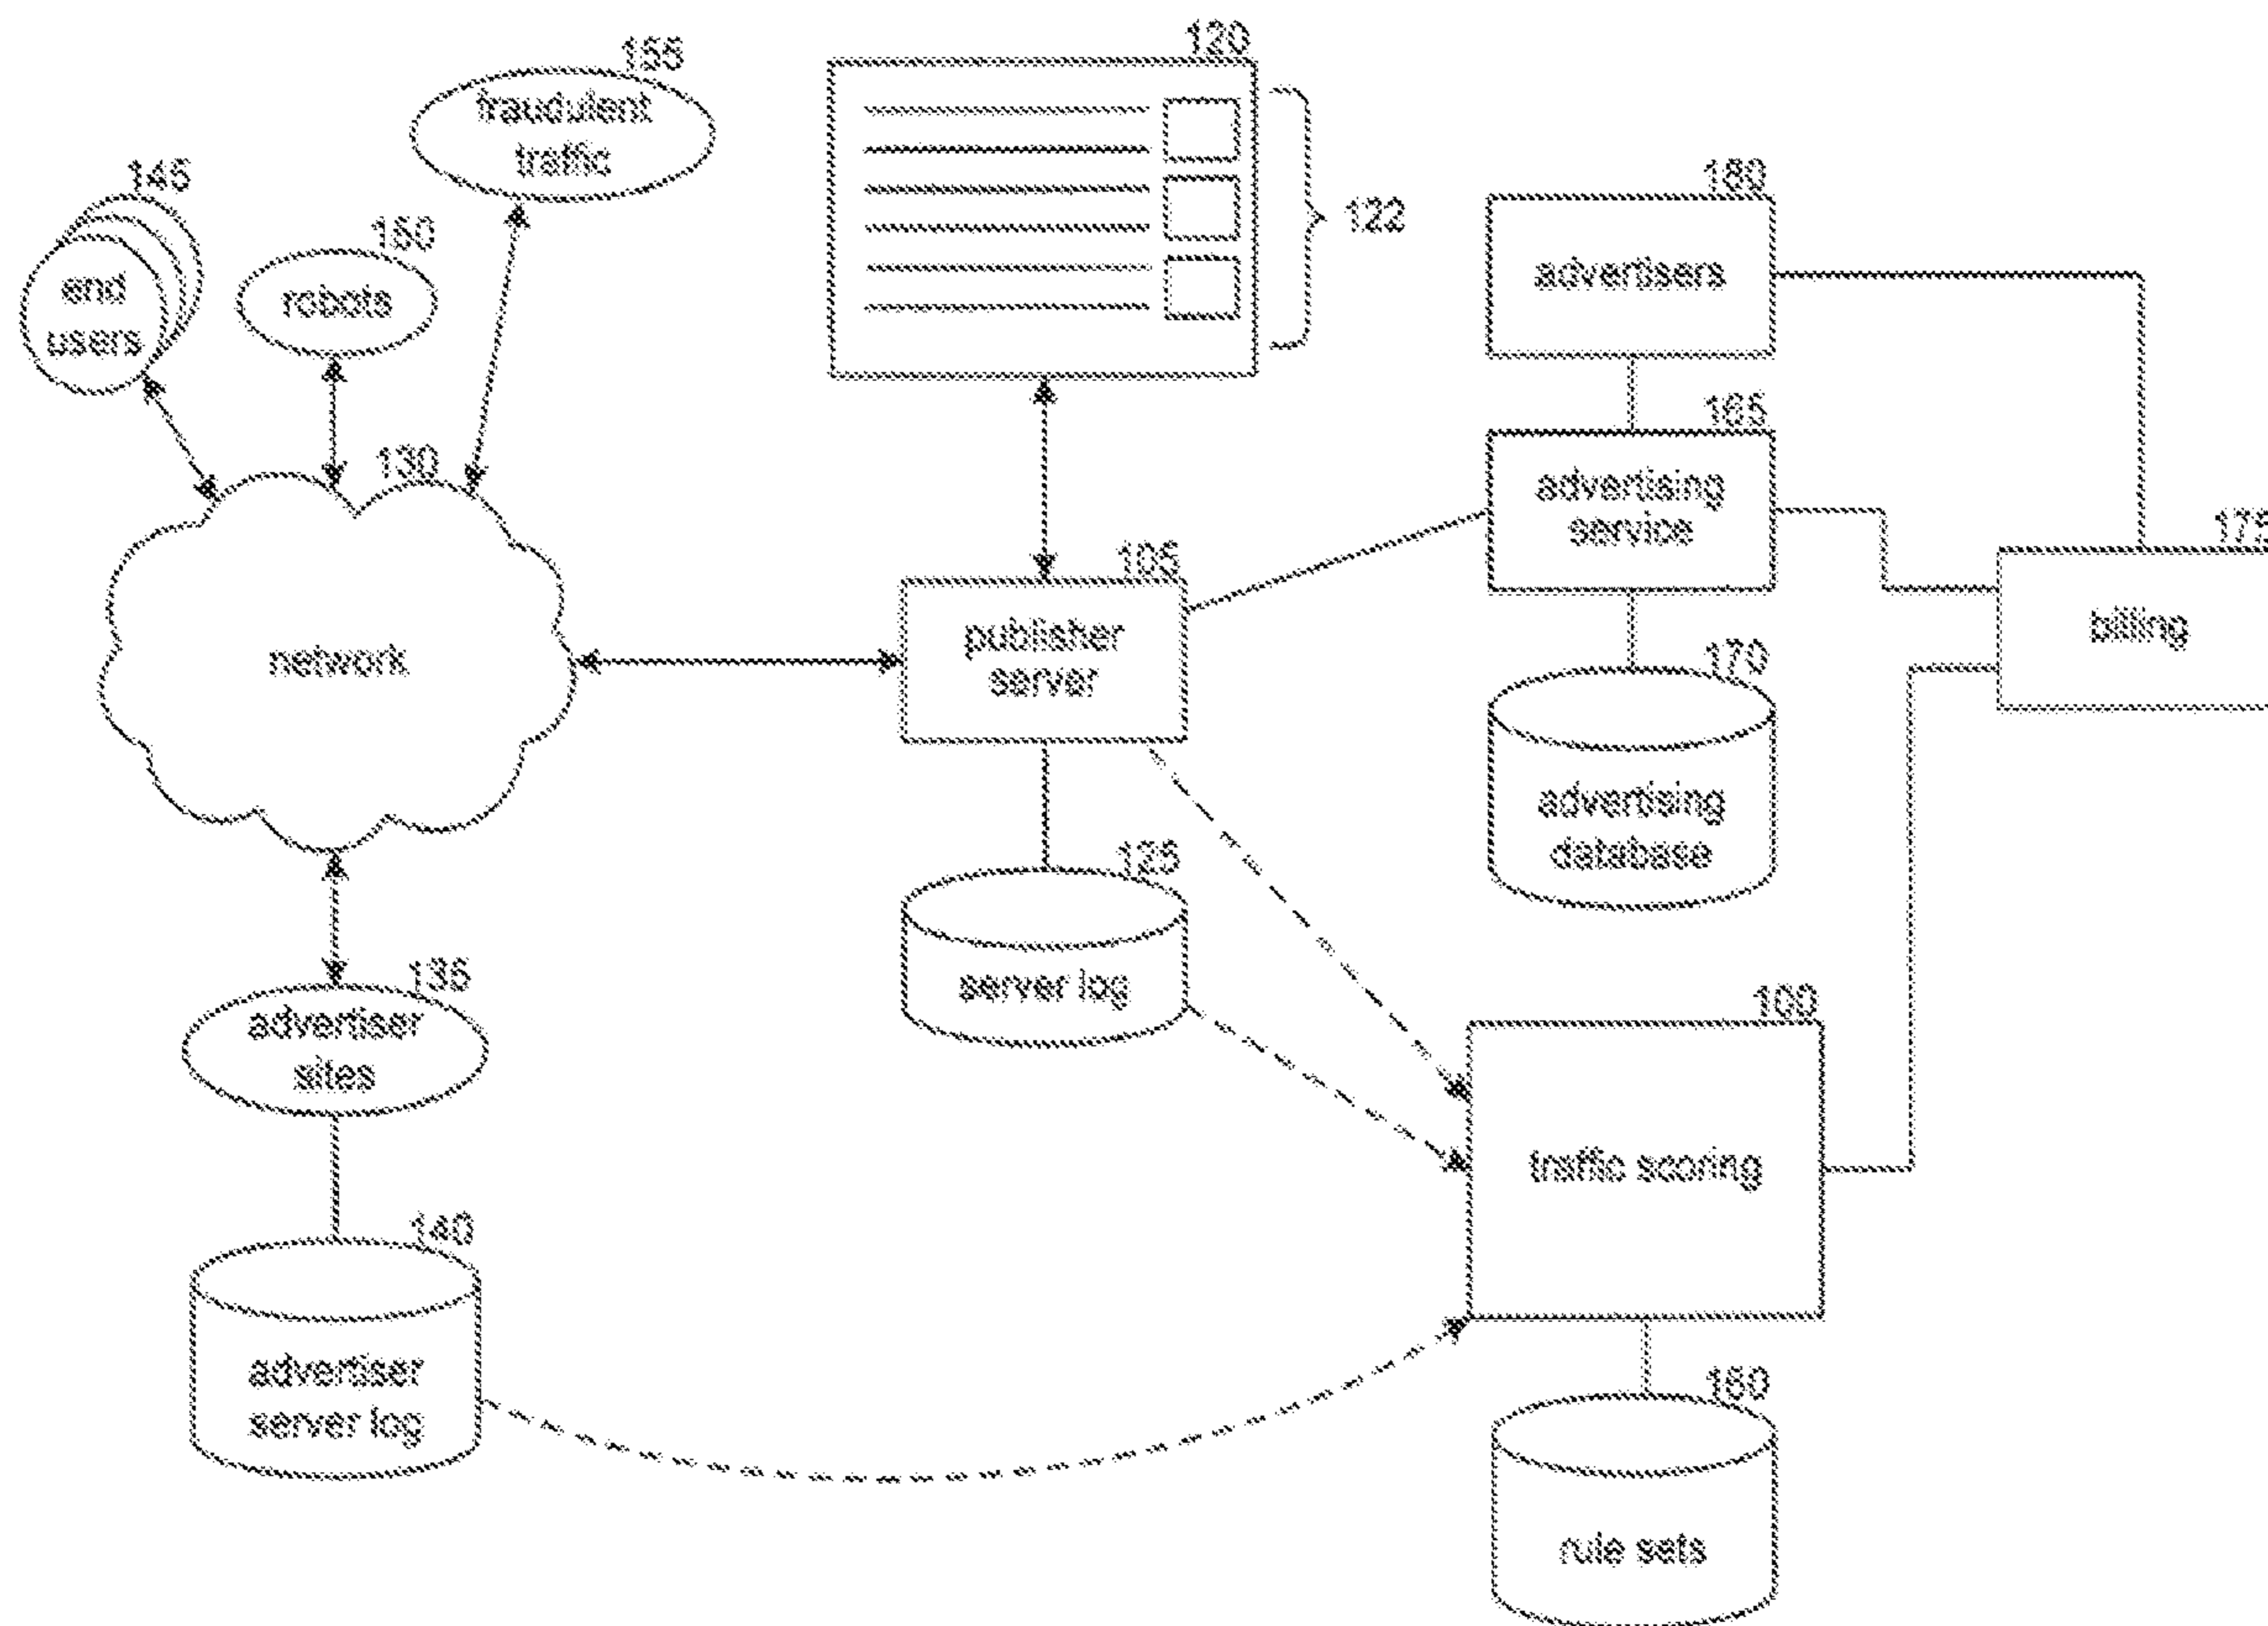 155
fraudulent
traffic
120
122
145
end
users
150
robots
180
advertisers
165
advertising
service
175
billing
130
network
105
publisher
server
170
advertising
database
125
server log
135
advertiser
sites
100
traffic scoring
140
advertiser
server log
160
rule sets